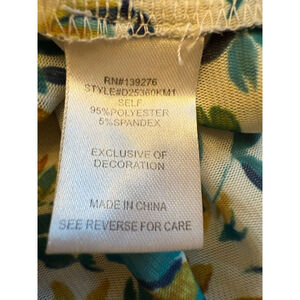 RN#139276
STYLE#D25360KM1
SELF
95%POLYESTER
5%SPANDEX
EXCLUSIVE OF
DECORATION
MADE IN CHINA
SEE REVERSE FOR CARE